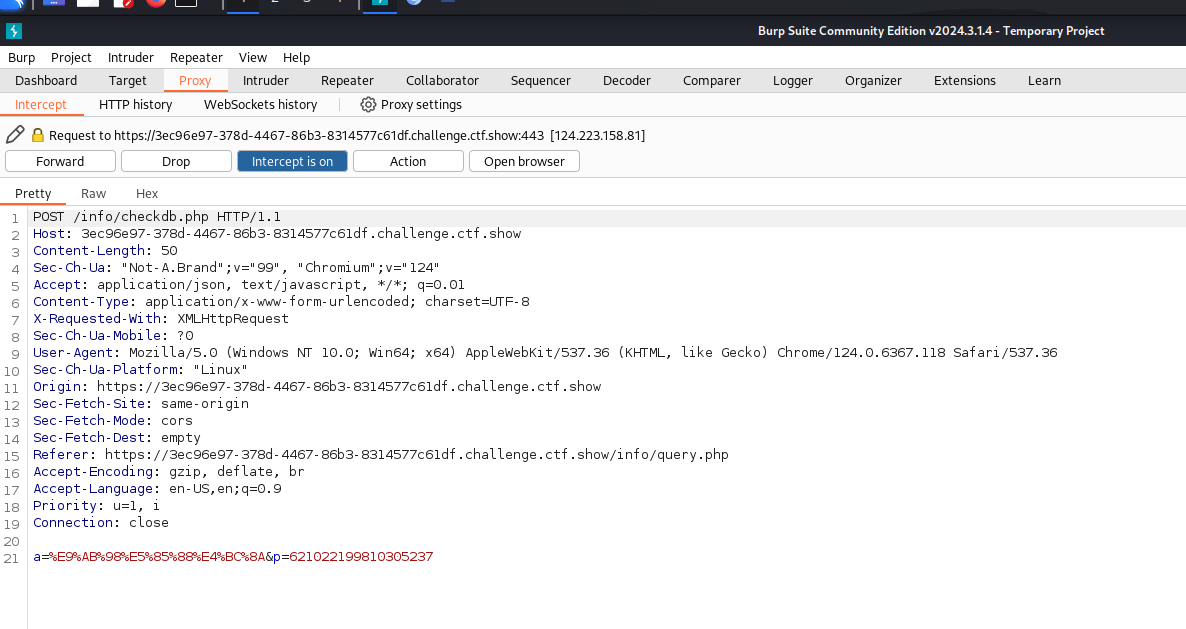 Burp Suite Community Edition v2024.3.1.4 - Temporary Project
Burp Project Intruder Repeater View Help
Dashboard Target Proxy Intruder Repeater Collaborator Sequencer Decoder Comparer Logger Organizer Extensions Learn
Intercept HTTP history WebSockets history Proxy settings
Request to https://3ec96e97-378d-4467-86b3-8314577c61df.challenge.ctf.show:443 [124.223.158.81]
Forward Drop Intercept is on Action Open browser
Pretty Raw Hex
1 POST /info/checkdb.php HTTP/1.1
2 Host: 3ec96e97-378d-4467-86b3-8314577c61df.challenge.ctf.show
3 Content-Length: 50
4 Sec-Ch-Ua: "Not-A.Brand";v="99", "Chromium";v="124"
5 Accept: application/json, text/javascript, */*; q=0.01
6 Content-Type: application/x-www-form-urlencoded; charset=UTF-8
7 X-Requested-With: XMLHttpRequest
8 Sec-Ch-Ua-Mobile: ?0
9 User-Agent: Mozilla/5.0 (Windows NT 10.0; Win64; x64) AppleWebKit/537.36 (KHTML, like Gecko) Chrome/124.0.6367.118 Safari/537.36
10 Sec-Ch-Ua-Platform: "Linux"
11 Origin: https://3ec96e97-378d-4467-86b3-8314577c61df.challenge.ctf.show
12 Sec-Fetch-Site: same-origin
13 Sec-Fetch-Mode: cors
14 Sec-Fetch-Dest: empty
15 Referer: https://3ec96e97-378d-4467-86b3-8314577c61df.challenge.ctf.show/info/query.php
16 Accept-Encoding: gzip, deflate, br
17 Accept-Language: en-US,en;q=0.9
18 Priority: u=1, i
19 Connection: close
20
21 a=%E9%AB%98%E5%85%88%E4%BC%8A&p=621022199810305237